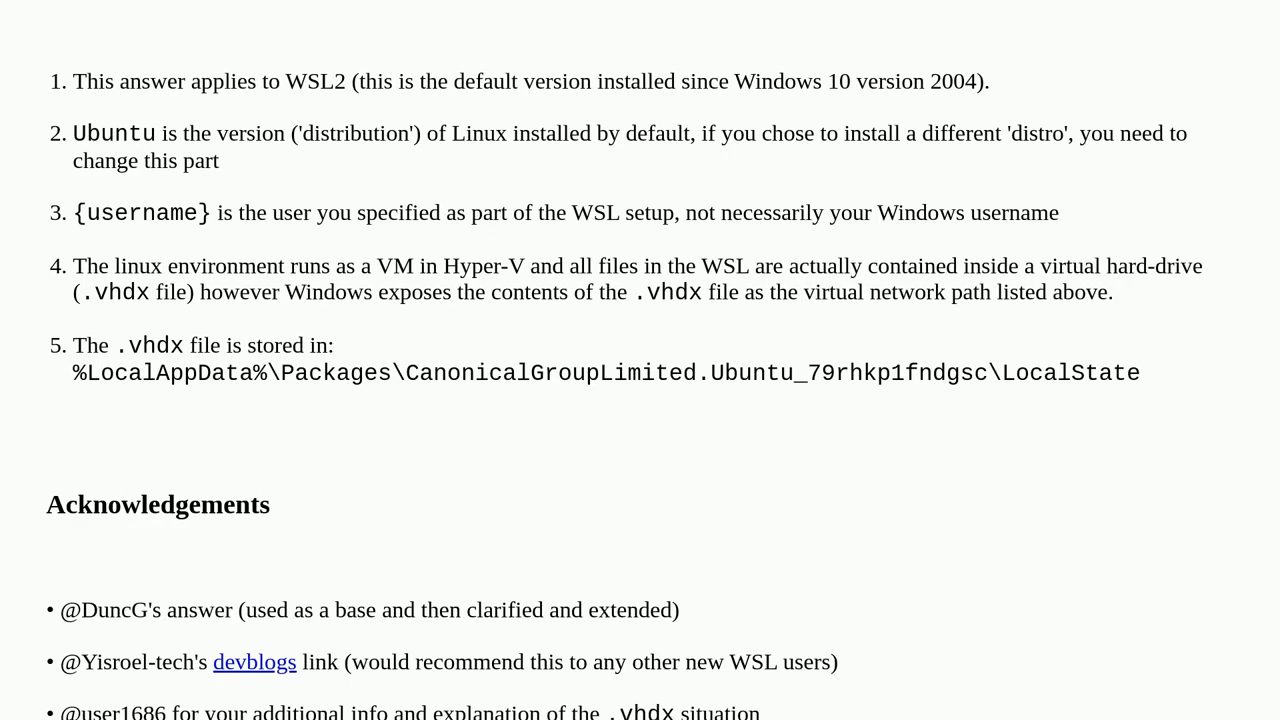 1. This answer applies to WSL2 (this is the default version installed since Windows 10 version 2004).
2. Ubuntu is the version ('distribution') of Linux installed by default, if you chose to install a different 'distro', you need to
change this part
3. {username} is the user you specified as part of the WSL setup, not necessarily your Windows username
4. The linux environment runs as a VM in Hyper-V and all files in the WSL are actually contained inside a virtual hard-drive
(.vhdx file) however Windows exposes the contents of the .vhdx file as the virtual network path listed above.
5. The .vhdx file is stored in:
%LocalAppData%\Packages\CanonicalGroupLimited.Ubuntu_79rhkp1fndgsc\LocalState
Acknowledgements
• @DuncG's answer (used as a base and then clarified and extended)
• @Yisroel-tech's devblogs link (would recommend this to any other new WSL users)
• @user1686 for your additional info and explanation of the .vhdx situation